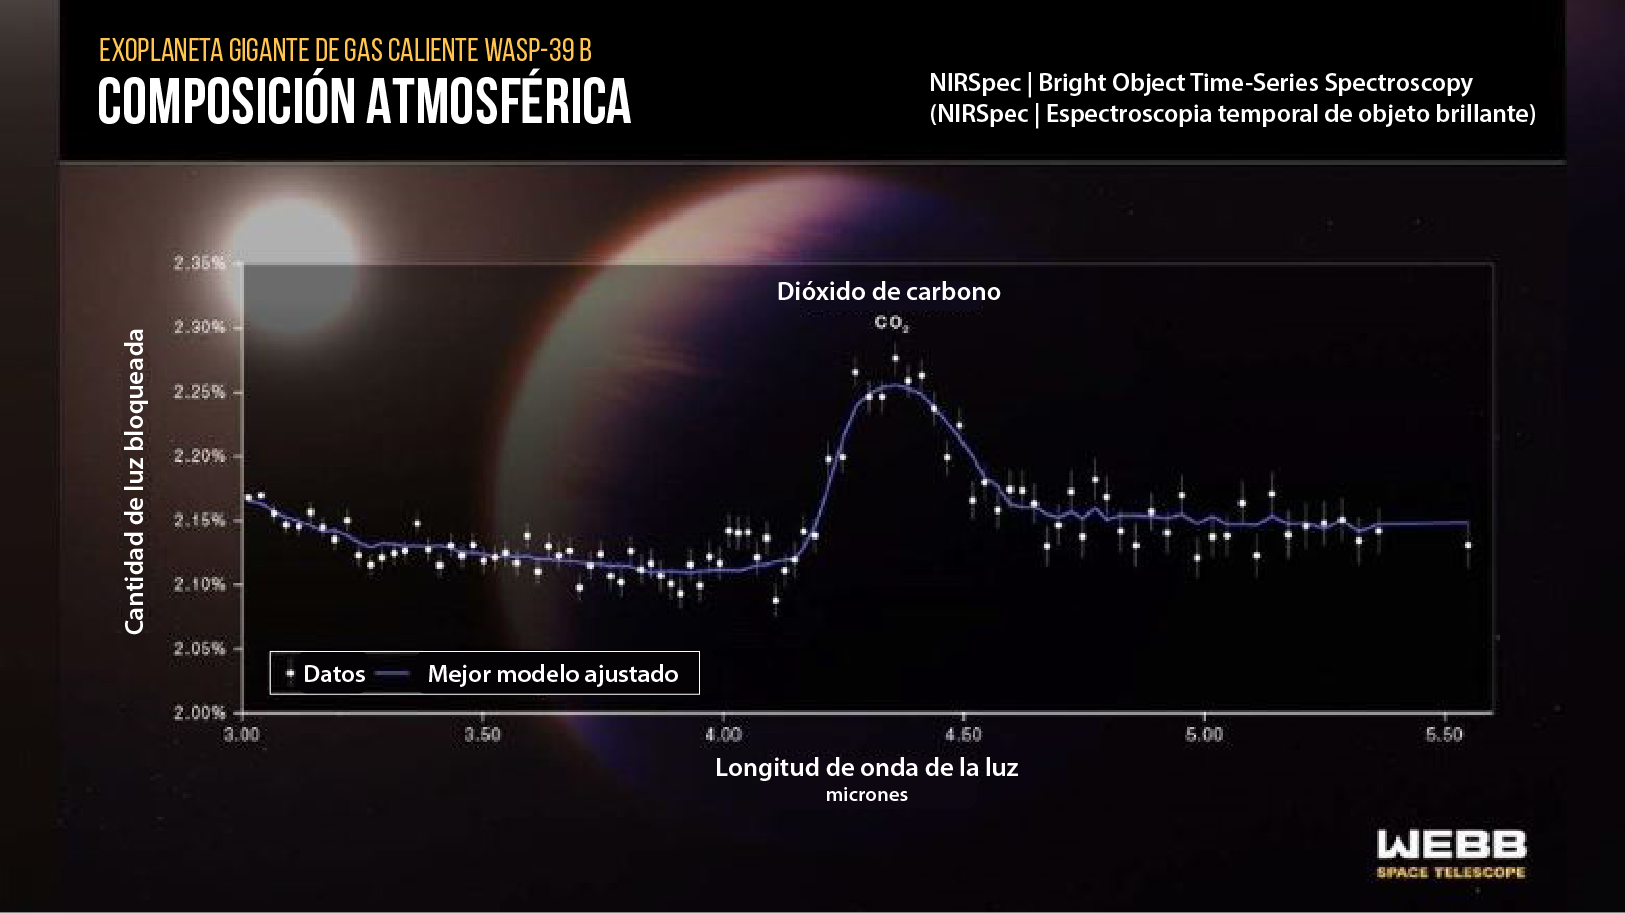 EXOPLANETA GIGANTE DE GAS CALIENTE WASP-39 B
COMPOSICIÓN ATMOSFÉRICA
NIRSpec | Bright Object Time-Series Spectroscopy
(NIRSpec | Espectroscopia temporal de objeto brillante)
Dióxido de carbono
CO₂
Cantidad de luz bloqueada
2.35%
2.30%
2.25%
2.20%
2.15%
2.10%
2.05%
2.00%
Datos Mejor modelo ajustado
3.00 3.50 4.00 4.50 5.00 5.50
Longitud de onda de la luz
micrones
WEBB
SPACE TELESCOPE